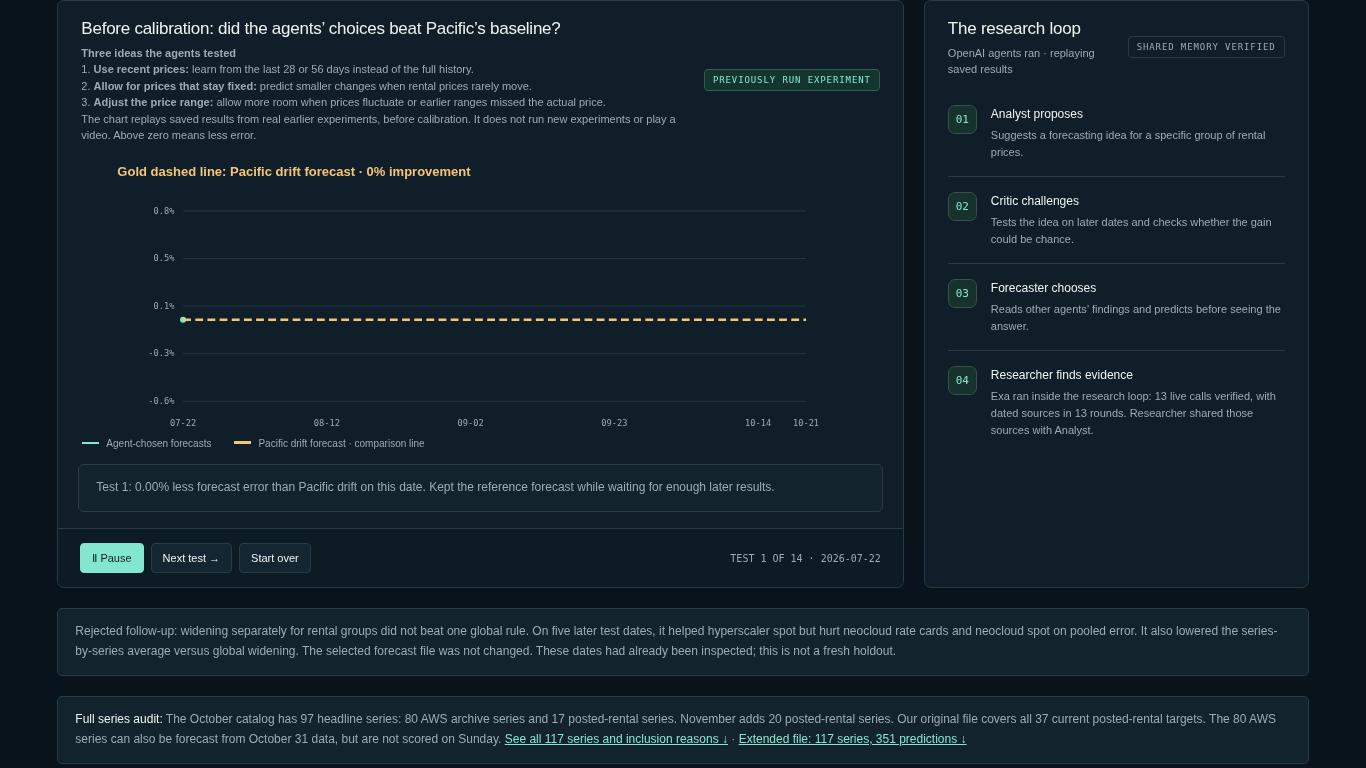 Before calibration: did the agents’ choices beat Pacific’s baseline?
Three ideas the agents tested
1. Use recent prices: learn from the last 28 or 56 days instead of the full history.
2. Allow for prices that stay fixed: predict smaller changes when rental prices rarely move.
3. Adjust the price range: allow more room when prices fluctuate or earlier ranges missed the actual price.
The chart replays saved results from real earlier experiments, before calibration. It does not run new experiments or play a
video. Above zero means less error.
PREVIOUSLY RUN EXPERIMENT
Gold dashed line: Pacific drift forecast · 0% improvement
0.8%
0.5%
0.1%
-0.3%
-0.6%
07-22 08-12 09-02 09-23 10-14 10-21
Agent-chosen forecasts Pacific drift forecast · comparison line
Test 1: 0.00% less forecast error than Pacific drift on this date. Kept the reference forecast while waiting for enough later results.
Ⅱ Pause Next test → Start over TEST 1 OF 14 · 2026-07-22
The research loop
OpenAI agents ran · replaying
saved results
SHARED MEMORY VERIFIED
01 Analyst proposes
Suggests a forecasting idea for a specific group of rental
prices.
02 Critic challenges
Tests the idea on later dates and checks whether the gain
could be chance.
03 Forecaster chooses
Reads other agents’ findings and predicts before seeing the
answer.
04 Researcher finds evidence
Exa ran inside the research loop: 13 live calls verified, with
dated sources in 13 rounds. Researcher shared those
sources with Analyst.
Rejected follow-up: widening separately for rental groups did not beat one global rule. On five later test dates, it helped hyperscaler spot but hurt neocloud rate cards and neocloud spot on pooled error. It also lowered the series-
by-series average versus global widening. The selected forecast file was not changed. These dates had already been inspected; this is not a fresh holdout.
Full series audit: The October catalog has 97 headline series: 80 AWS archive series and 17 posted-rental series. November adds 20 posted-rental series. Our original file covers all 37 current posted-rental targets. The 80 AWS
series can also be forecast from October 31 data, but are not scored on Sunday. See all 117 series and inclusion reasons ↓ · Extended file: 117 series, 351 predictions ↓